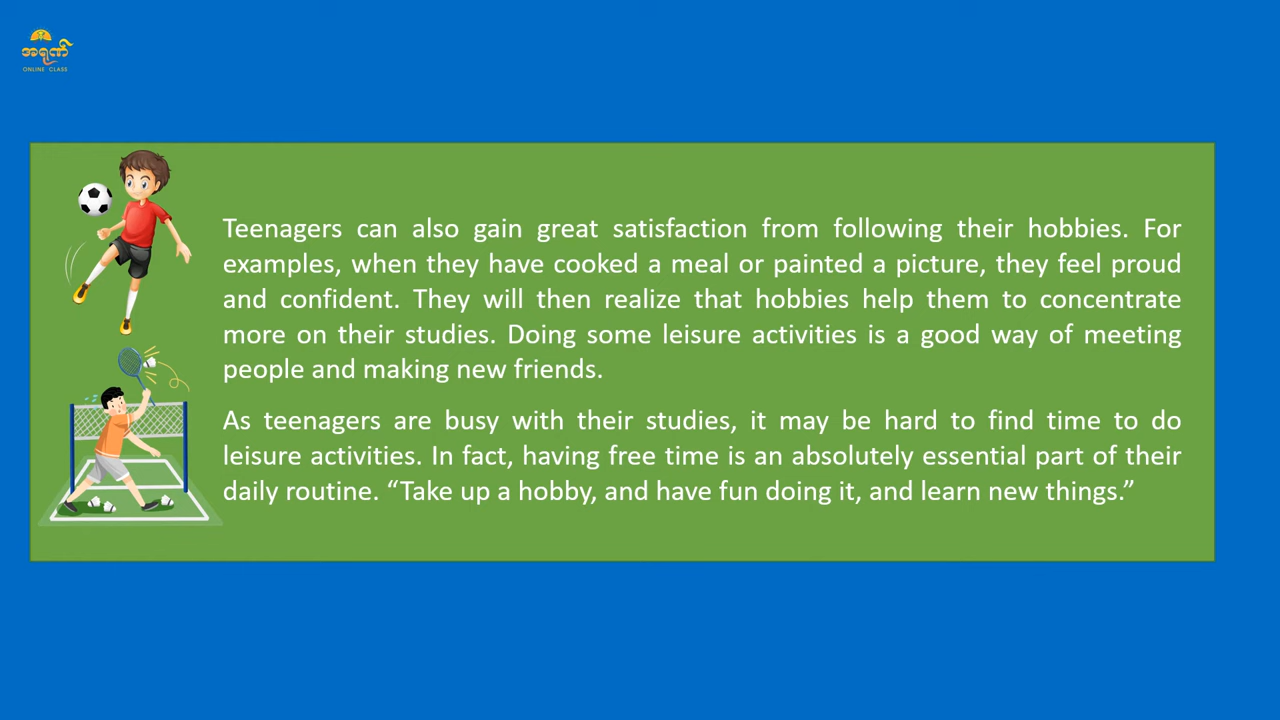 အရုဏ်
ONLINE CLASS
Teenagers can also gain great satisfaction from following their hobbies. For
examples, when they have cooked a meal or painted a picture, they feel proud
and confident. They will then realize that hobbies help them to concentrate
more on their studies. Doing some leisure activities is a good way of meeting
people and making new friends.
As teenagers are busy with their studies, it may be hard to find time to do
leisure activities. In fact, having free time is an absolutely essential part of their
daily routine. “Take up a hobby, and have fun doing it, and learn new things.”